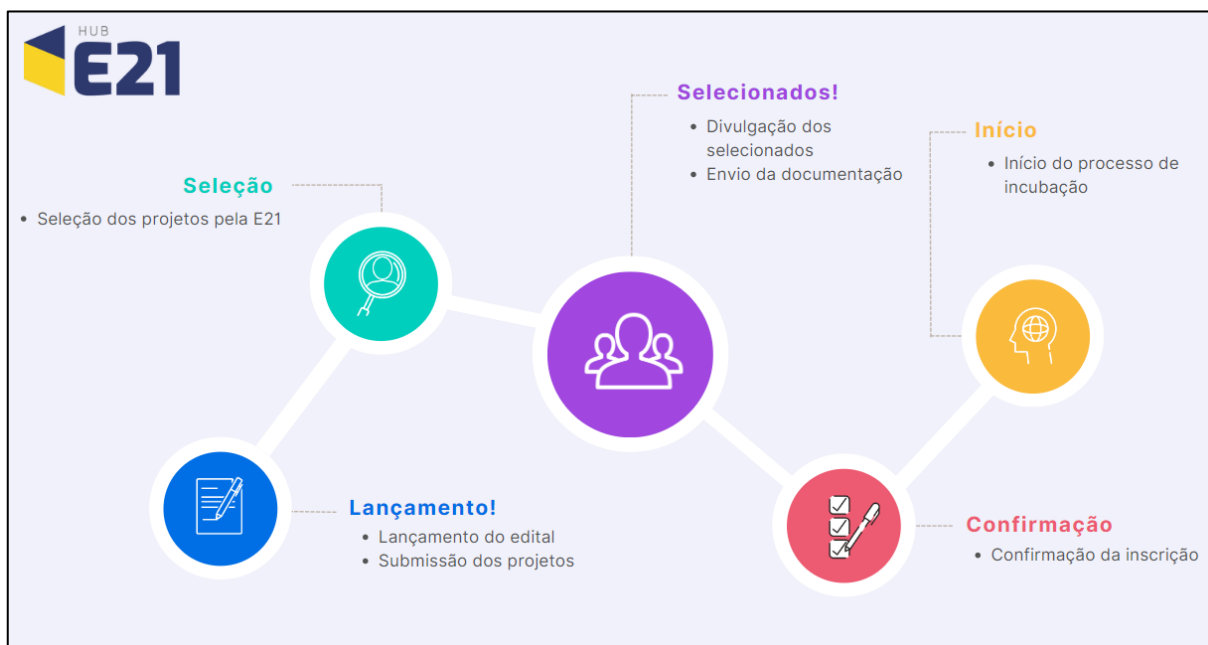 HUB
E21
Selecionados!
• Divulgação dos
selecionados
• Envio da documentação
Início
• Início do processo de
incubação
Seleção
• Seleção dos projetos pela E21
Lançamento!
• Lançamento do edital
• Submissão dos projetos
Confirmação
• Confirmação da inscrição